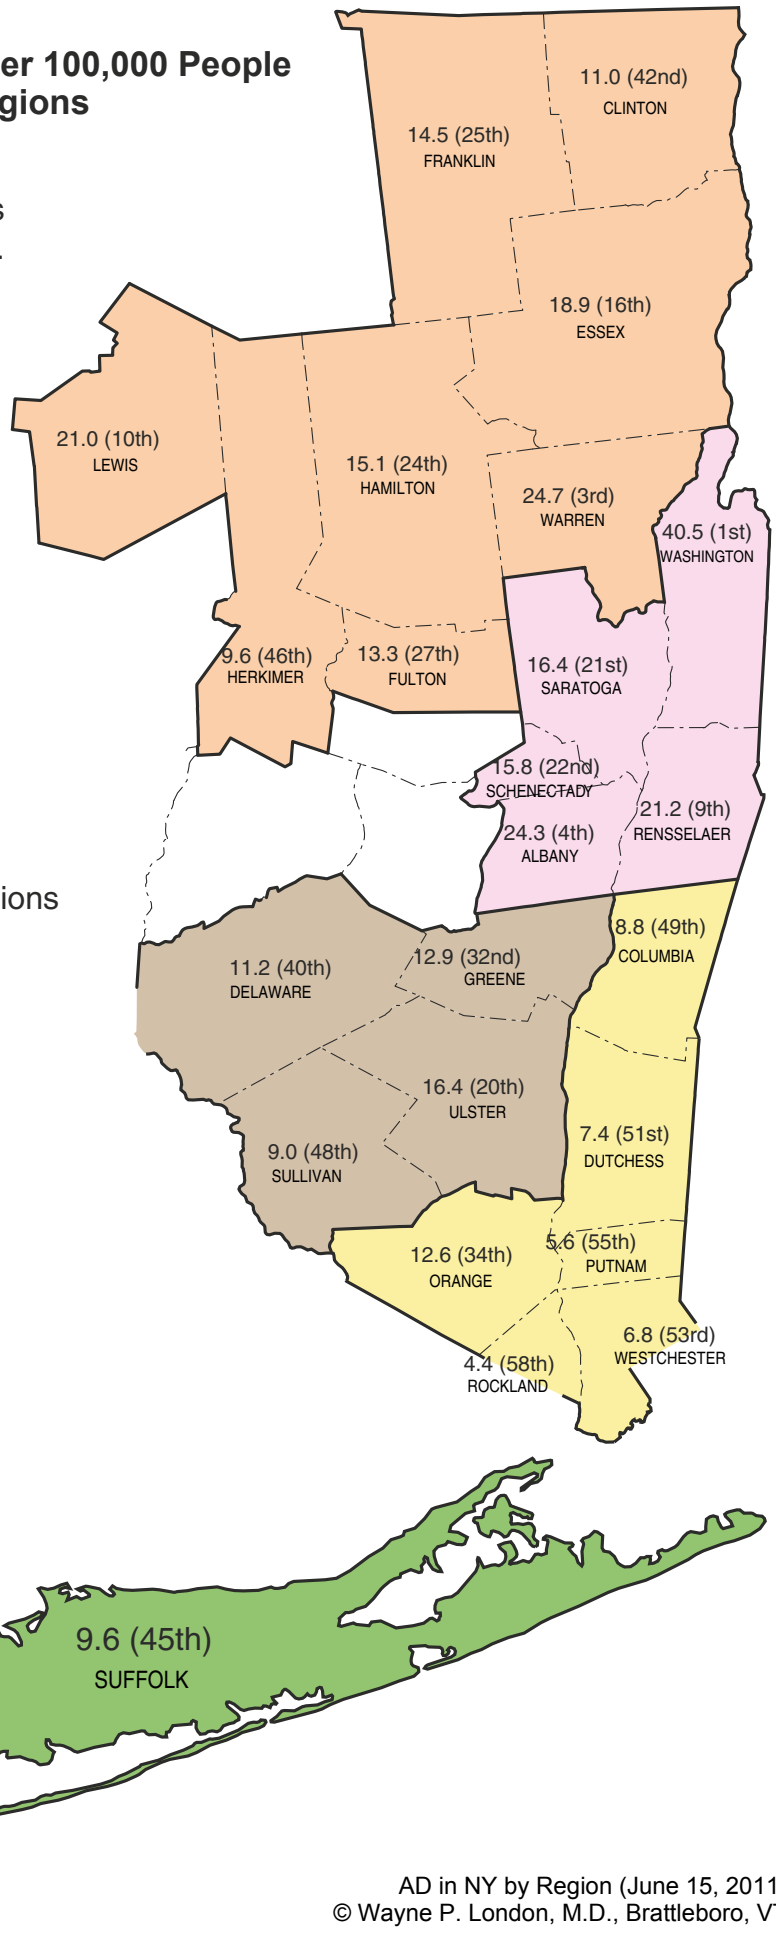 er 100,000 People
gions
s
.
11.0 (42nd)
CLINTON
14.5 (25th)
FRANKLIN
18.9 (16th)
ESSEX
21.0 (10th)
LEWIS
15.1 (24th)
HAMILTON
24.7 (3rd)
WARREN
40.5 (1st)
WASHINGTON
9.6 (46th)
HERKIMER
13.3 (27th)
FULTON
16.4 (21st)
SARATOGA
15.8 (22nd)
SCHENECTADY
24.3 (4th)
ALBANY
21.2 (9th)
RENSSELAER
ions
8.8 (49th)
COLUMBIA
11.2 (40th)
DELAWARE
12.9 (32nd)
GREENE
16.4 (20th)
ULSTER
9.0 (48th)
SULLIVAN
7.4 (51st)
DUTCHESS
12.6 (34th)
ORANGE
5.6 (55th)
PUTNAM
6.8 (53rd)
WESTCHESTER
4.4 (58th)
ROCKLAND
9.6 (45th)
SUFFOLK
AD in NY by Region (June 15, 2011
© Wayne P. London, M.D., Brattleboro, VT